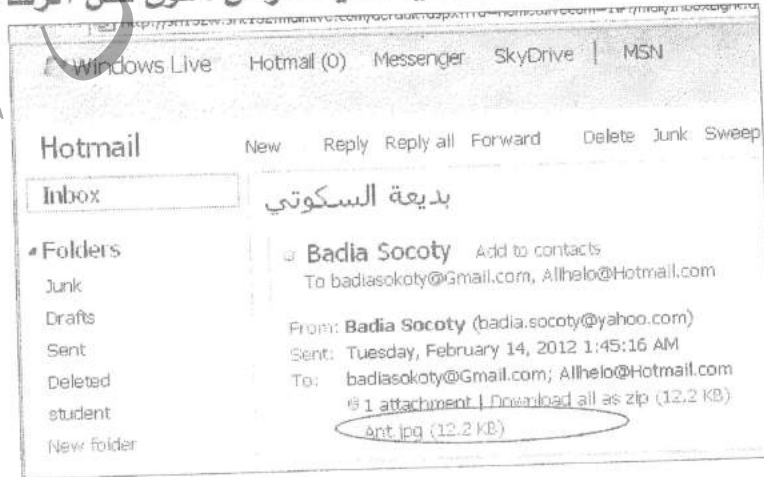 Windows Live Hotmail (0) Messenger SkyDrive | MSN
Hotmail New Reply Reply all Forward Delete Junk Sweep
Inbox
بديعة السكوتي
Folders
Badia Socoty Add to contacts
To badiasokoty@Gmail.com, Allhelo@Hotmail.com
Junk
Drafts
Sent
Deleted
student
New folder
From: Badia Socoty (badia.socoty@yahoo.com)
Sent: Tuesday, February 14, 2012 1:45:16 AM
To: badiasokoty@Gmail.com; Allhelo@Hotmail.com
1 attachment | Download all as zip (12.2 KB)
Ant.jpg (12.2 KB)